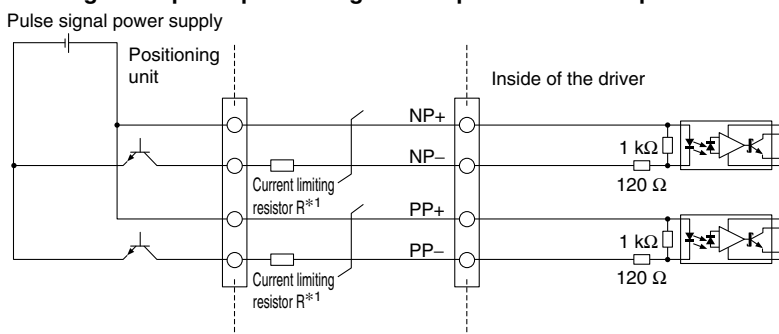 Pulse signal power supply
Positioning
unit
Inside of the driver
NP+
NP−
1 kΩ
120 Ω
Current limiting
resistor R*1
PP+
PP−
1 kΩ
120 Ω
Current limiting
resistor R*1